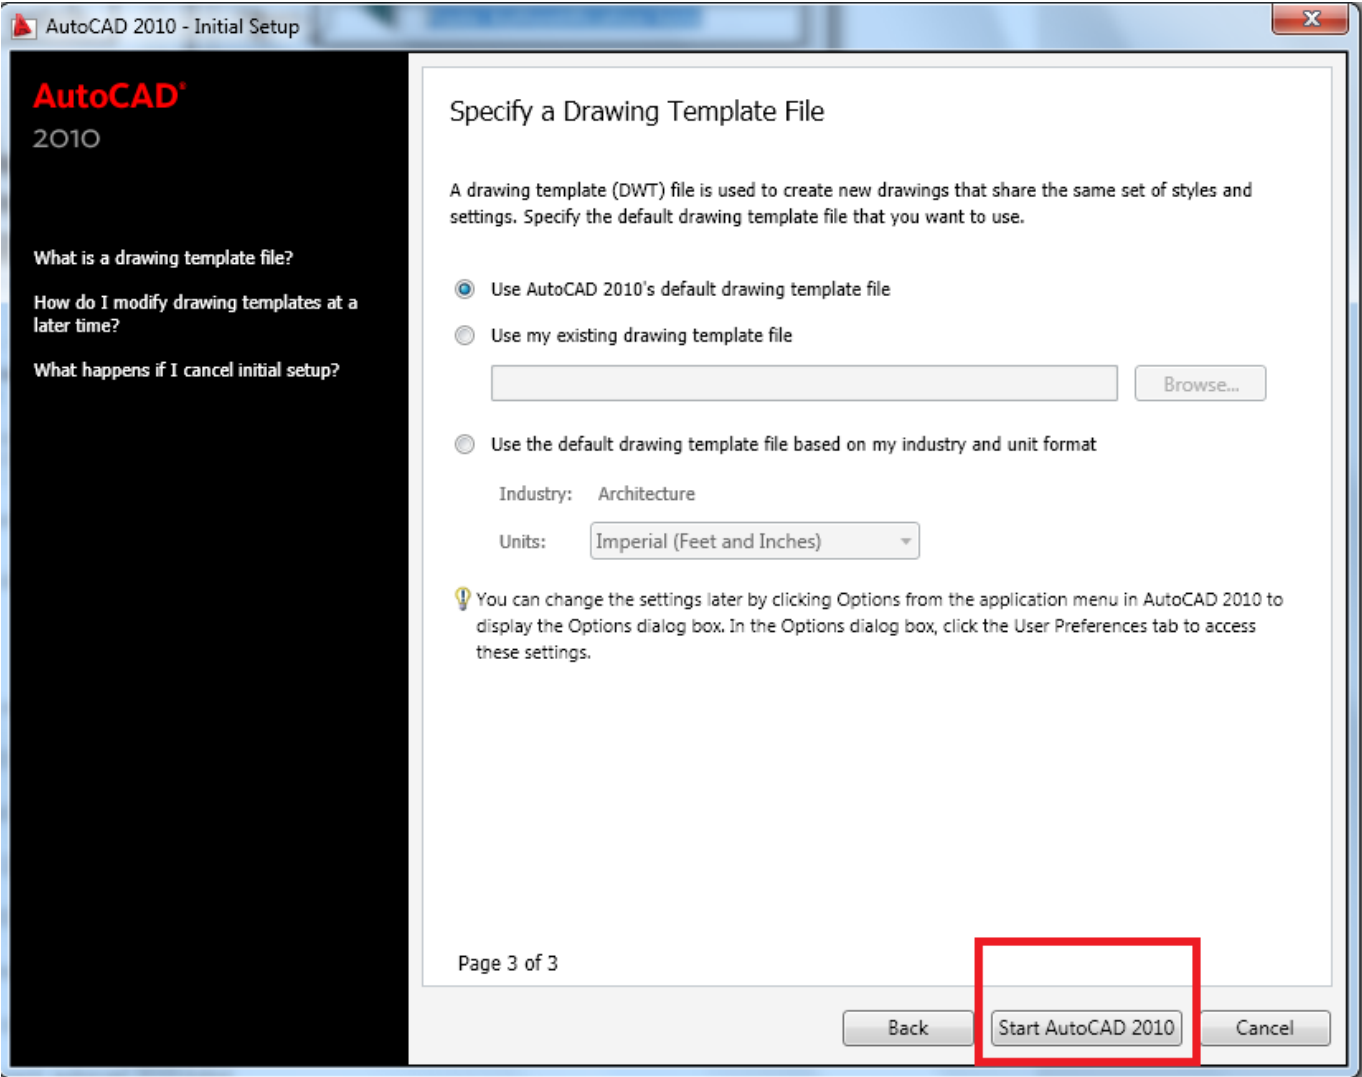 AutoCAD 2010 - Initial Setup
AutoCAD®
2010
What is a drawing template file?
How do I modify drawing templates at a
later time?
What happens if I cancel initial setup?
Specify a Drawing Template File
A drawing template (DWT) file is used to create new drawings that share the same set of styles and
settings. Specify the default drawing template file that you want to use.
Use AutoCAD 2010's default drawing template file
Use my existing drawing template file
Browse...
Use the default drawing template file based on my industry and unit format
Industry: Architecture
Units: Imperial (Feet and Inches)
You can change the settings later by clicking Options from the application menu in AutoCAD 2010 to
display the Options dialog box. In the Options dialog box, click the User Preferences tab to access
these settings.
Page 3 of 3
Back Start AutoCAD 2010 Cancel